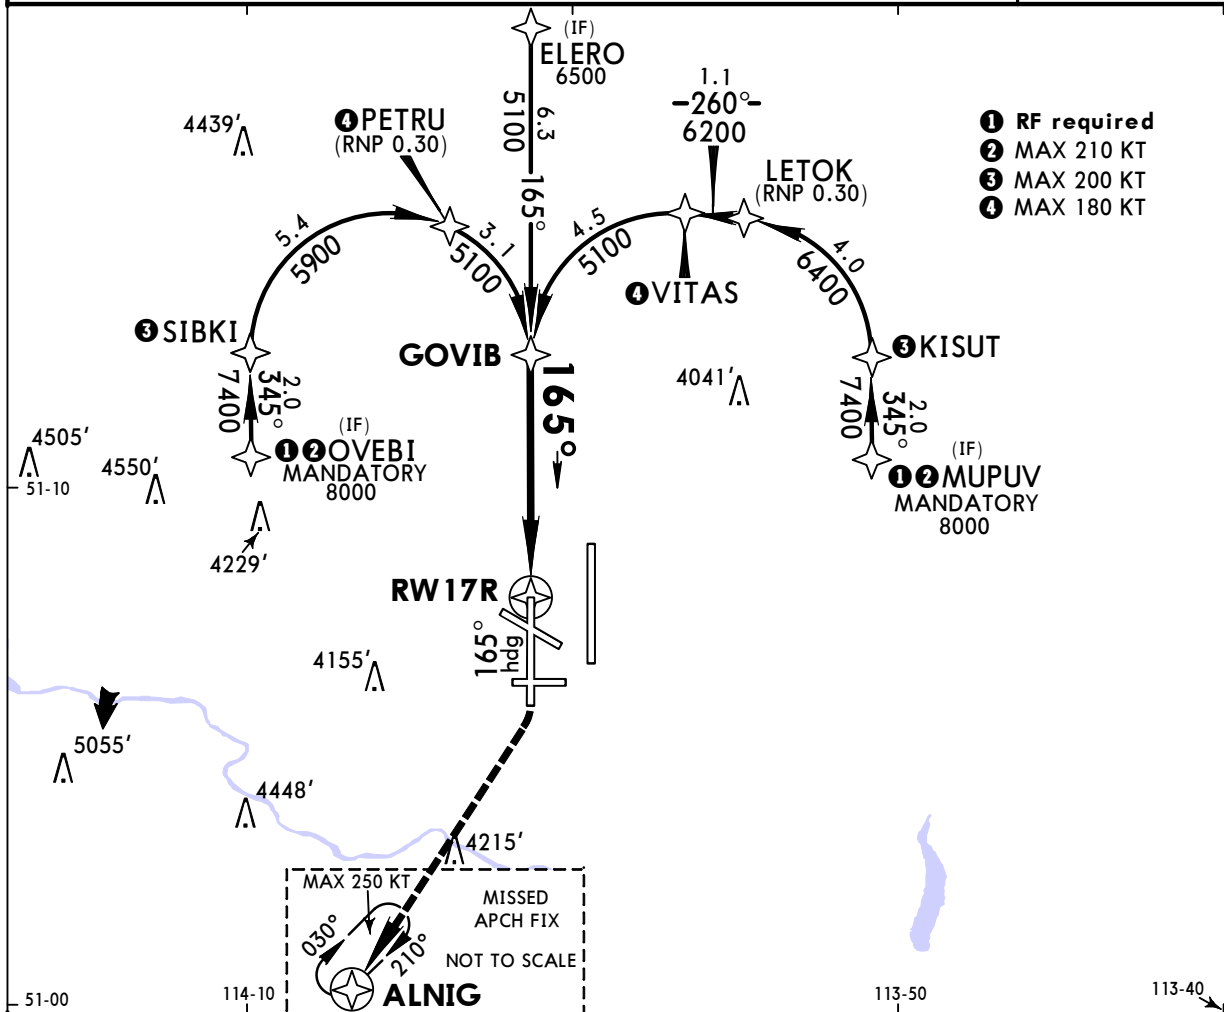 (IF)
ELERO
6500
6.3
5100
165°
1.1
260°
6200
❶ RF required
❷ MAX 210 KT
❸ MAX 200 KT
❹ MAX 180 KT
4439'
❹PETRU
(RNP 0.30)
LETOK
(RNP 0.30)
5.4
5900
3.1
5100
4.5
5100
4.0
6400
❹VITAS
❸SIBKI
GOVIB
❸KISUT
4041'
165°
2.0
345°
7400
2.0
345°
7400
(IF)
❶❷OVEBI
MANDATORY
8000
(IF)
❶❷MUPUV
MANDATORY
8000
4505'
4550'
51-10
4229'
RW17R
165°
hdg
4155'
5055'
4448'
4215'
MAX 250 KT
MISSED
APCH FIX
030°
210°
NOT TO SCALE
ALNIG
51-00
114-10
113-50
113-40